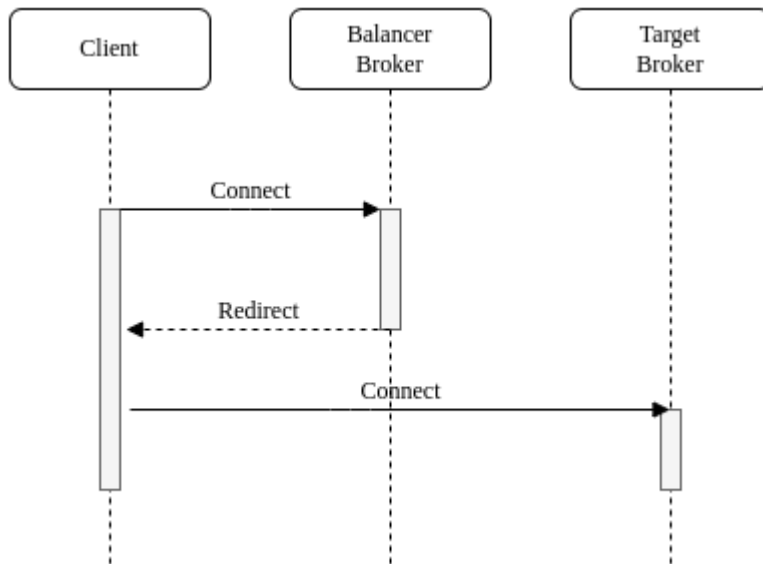 Client
Balancer
Broker
Target
Broker
Connect
Redirect
Connect